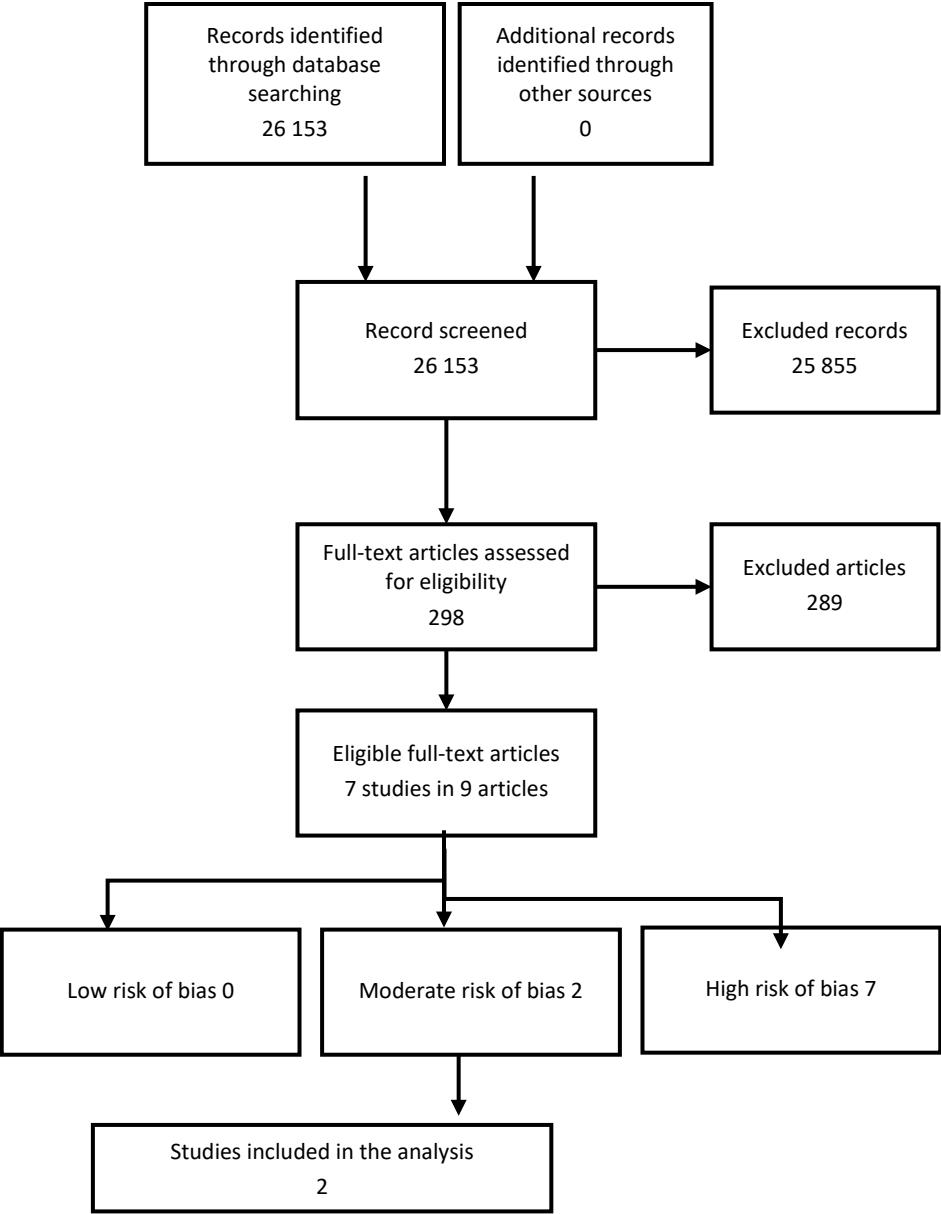 Records identified
through database
searching
26 153
Additional records
identified through
other sources
0
Record screened
26 153
Excluded records
25 855
Full-text articles assessed
for eligibility
298
Excluded articles
289
Eligible full-text articles
7 studies in 9 articles
Low risk of bias 0
Moderate risk of bias 2
High risk of bias 7
Studies included in the analysis
2